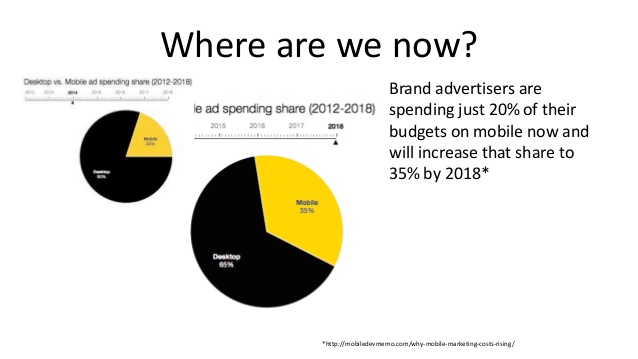 Where are we now?
Desktop vs. Mobile ad spending share (2012-2018)
2012 2013 2014 2015 2016 2017 2018
Mobile
20%
Desktop
80%
le ad spending share (2012-2018)
2015 2016 2017 2018
Mobile
35%
Desktop
65%
Brand advertisers are
spending just 20% of their
budgets on mobile now and
will increase that share to
35% by 2018*
*http://mobiledevmemo.com/why-mobile-marketing-costs-rising/